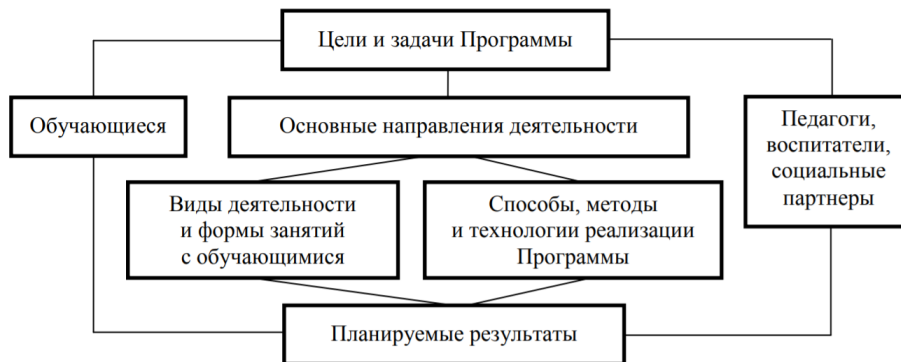 Цели и задачи Программы
Обучающиеся
Основные направления деятельности
Педагоги,
воспитатели,
социальные
партнеры
Виды деятельности
и формы занятий
с обучающимися
Способы, методы
и технологии реализации
Программы
Планируемые результаты